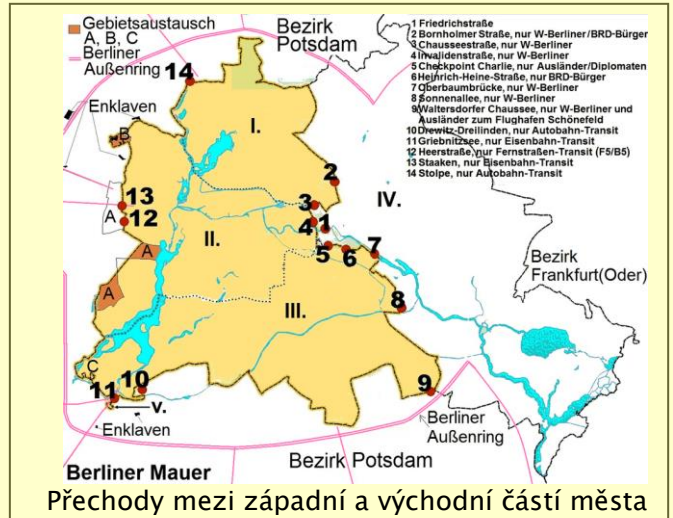 Gebietsaustausch
A, B, C
Berliner
Außenring
Bezirk
Potsdam
1 Friedrichstraße
2 Bornholmer Straße, nur W-Berliner/BRD-Bürger
3 Chausseestraße, nur W-Berliner
4 Invalidenstraße, nur W-Berliner
5 Checkpoint Charlie, nur Ausländer/Diplomaten
6 Heinrich-Heine-Straße, nur BRD-Bürger
7 Oberbaumbrücke, nur W-Berliner
8 Sonnenallee, nur W-Berliner
9 Waltersdorfer Chaussee, nur W-Berliner und
Ausländer zum Flughafen Schönefeld
10 Drewitz-Dreilinden, nur Autobahn-Transit
11 Griebnitzsee, nur Eisenbahn-Transit
12 Heerstraße, nur Fernstraßen-Transit (F5/B5)
13 Staaken, nur Eisenbahn-Transit
14 Stolpe, nur Autobahn-Transit
14
Enklaven
B
I.
2
13
3
IV.
A
12
4
1
II.
5
6
7
A
Bezirk
Frankfurt(Oder)
A
III.
8
C
10
9
11
V.
Enklaven
Berliner
Außenring
Berliner Mauer
Bezirk Potsdam
Přechody mezi západní a východní částí města